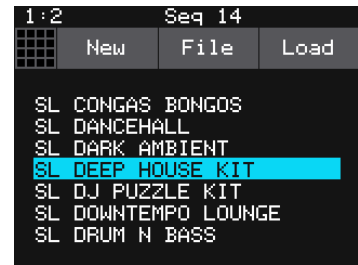 1:2 Seq 14
New File Load
SL CONGAS BONGOS
SL DANCEHALL
SL DARK AMBIENT
SL DEEP HOUSE KIT
SL DJ PUZZLE KIT
SL DOWNTEMPO LOUNGE
SL DRUM N BASS